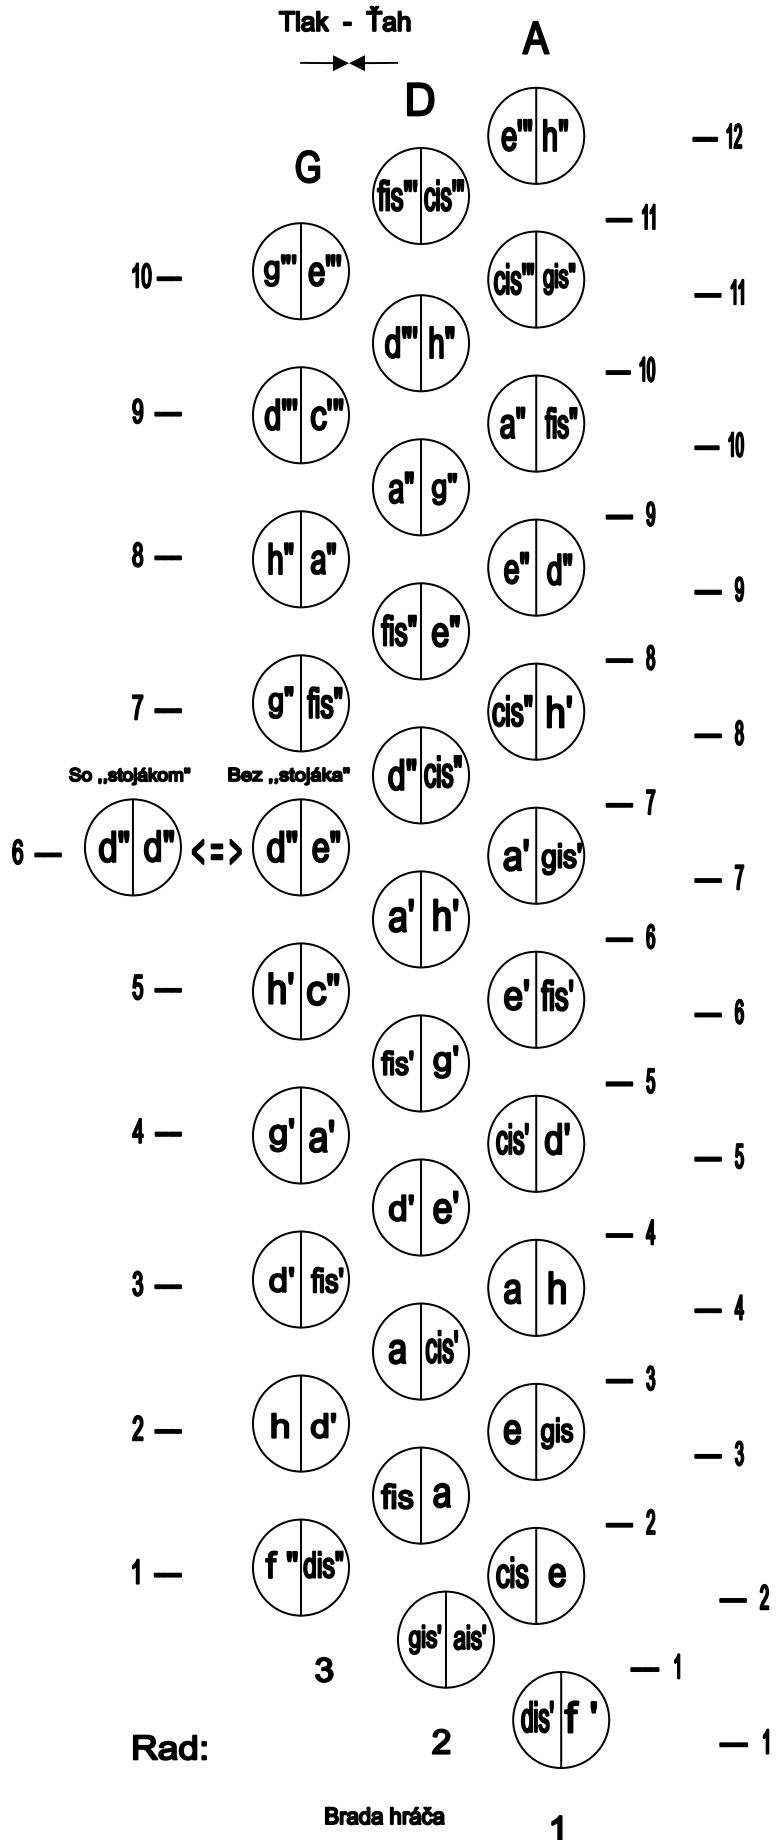 Tlak - Ťah
A
D
e''' h'' — 12
G
fis''' cis''' — 11
10 — g''' e'''
cis''' gis'' — 11
d''' h'' — 10
9 — d''' c'''
a'' fis'' — 10
a'' g'' — 9
8 — h'' a''
e'' d'' — 9
fis'' e'' — 8
7 — g'' fis''
cis'' h' — 8
d'' cis'' — 7
So ,,stojákom" Bez ,,stojáka"
6 — d'' d'' <=> d'' e''
a' gis' — 7
a' h' — 6
5 — h' c''
e' fis' — 6
fis' g' — 5
4 — g' a'
cis' d' — 5
d' e' — 4
3 — d' fis'
a h — 4
a cis' — 3
2 — h d'
e gis — 3
fis a — 2
1 — f '' dis''
cis e — 2
gis' ais' — 1
3
dis' f ' — 1
Rad: 2
Brada hráča 1